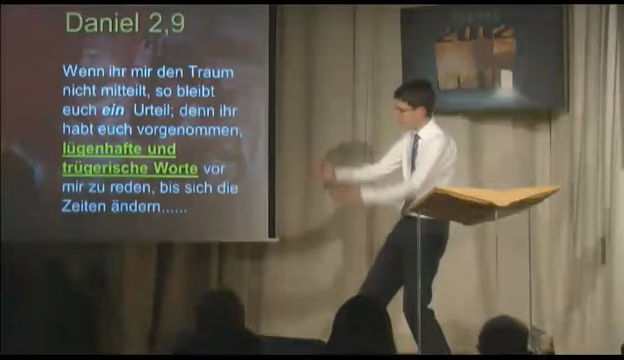 Daniel 2,9
Wenn ihr mir den Traum
nicht mitteilt, so bleibt
euch ein Urteil; denn ihr
habt euch vorgenommen,
lügenhafte und
trügerische Worte vor
mir zu reden, bis sich die
Zeiten ändern......
2012